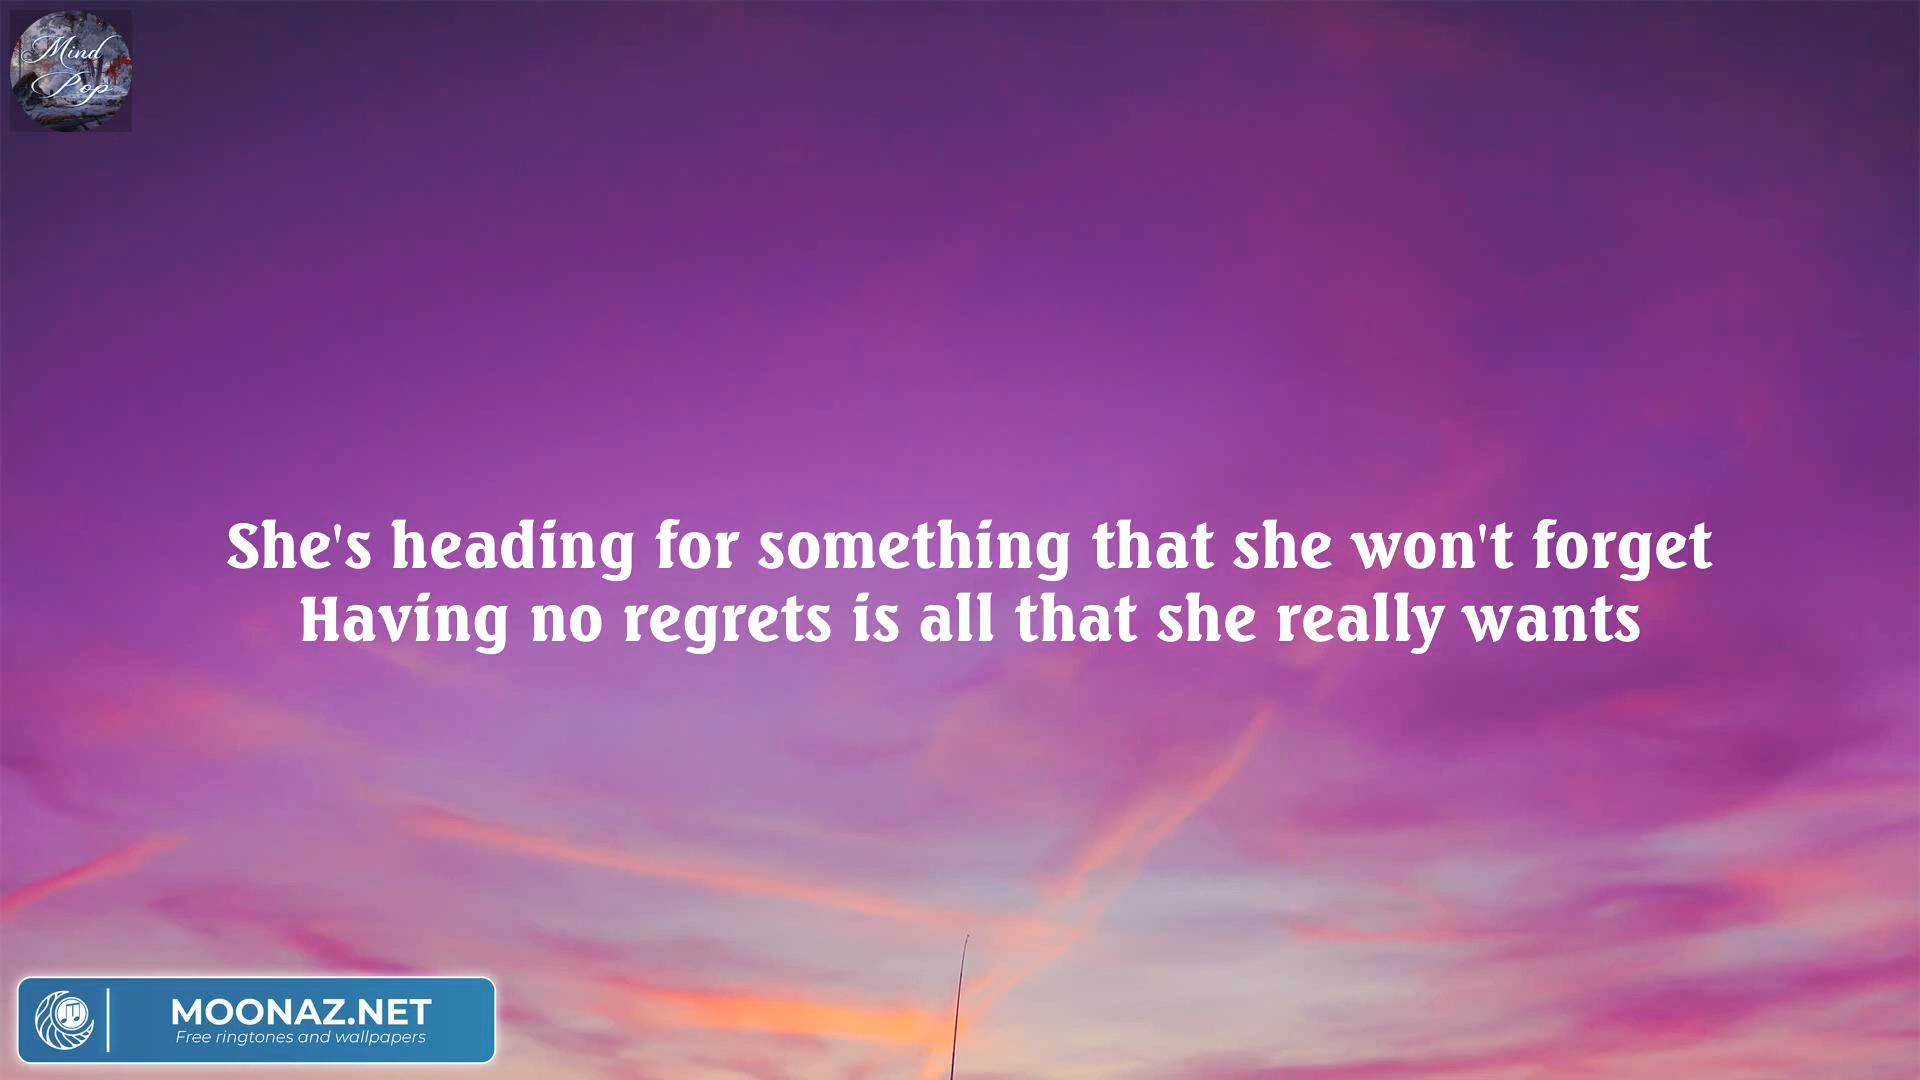 Mind
Pop
She's heading for something that she won't forget
Having no regrets is all that she really wants
MOONAZ.NET
Free ringtones and wallpapers